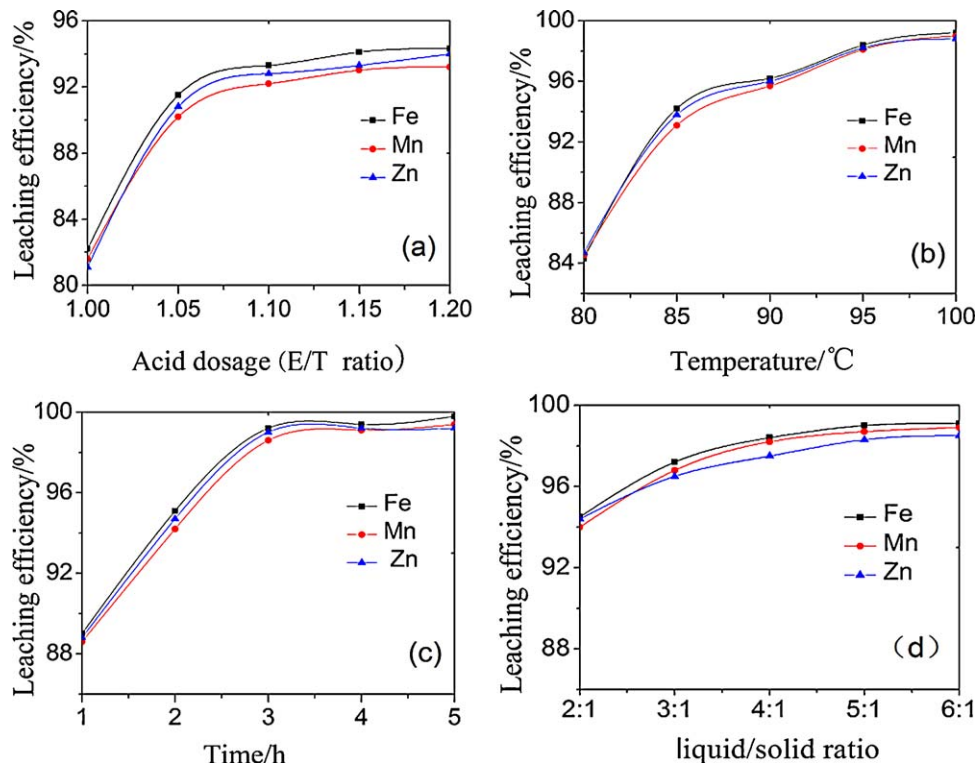 Leaching efficiency/%
96
92
88
84
80
Fe
Mn
Zn
(a)
1.00 1.05 1.10 1.15 1.20
Acid dosage (E/T ratio)
Leaching efficiency/%
100
96
92
88
84
Fe
Mn
Zn
(b)
80 85 90 95 100
Temperature/℃
Leaching efficiency/%
100
96
92
88
Fe
Mn
Zn
(c)
1 2 3 4 5
Time/h
Leaching efficiency/%
100
96
92
88
Fe
Mn
Zn
（d）
2:1 3:1 4:1 5:1 6:1
liquid/solid ratio